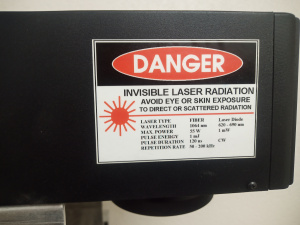 DANGER
INVISIBLE LASER RADIATION
AVOID EYE OR SKIN EXPOSURE
TO DIRECT OR SCATTERED RADIATION
LASER TYPE FIBER Laser Diode
WAVELENGTH 1064 nm 620 - 690 nm
MAX. POWER 35 W 1 mW
PULSE ENERGY 1 mJ
PULSE DURATION 120 ns CW
REPETITION RATE 30 - 200 kHz